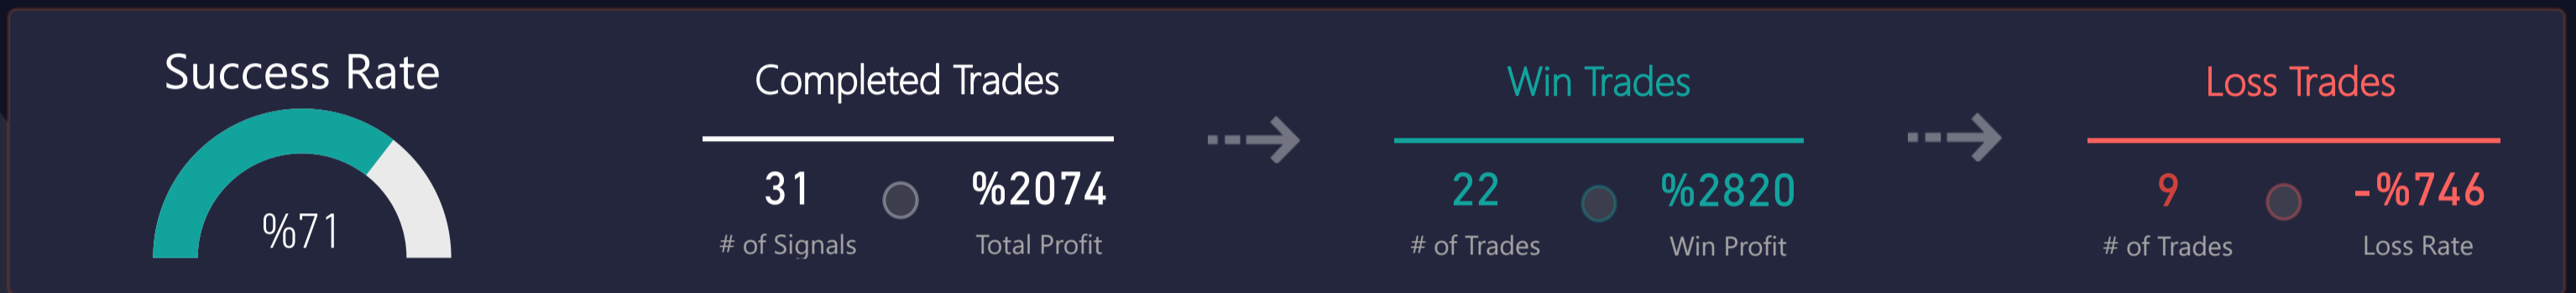 Success Rate
%71
Completed Trades
31 %2074
# of Signals Total Profit
Win Trades
22 %2820
# of Trades Win Profit
Loss Trades
9 -%746
# of Trades Loss Rate